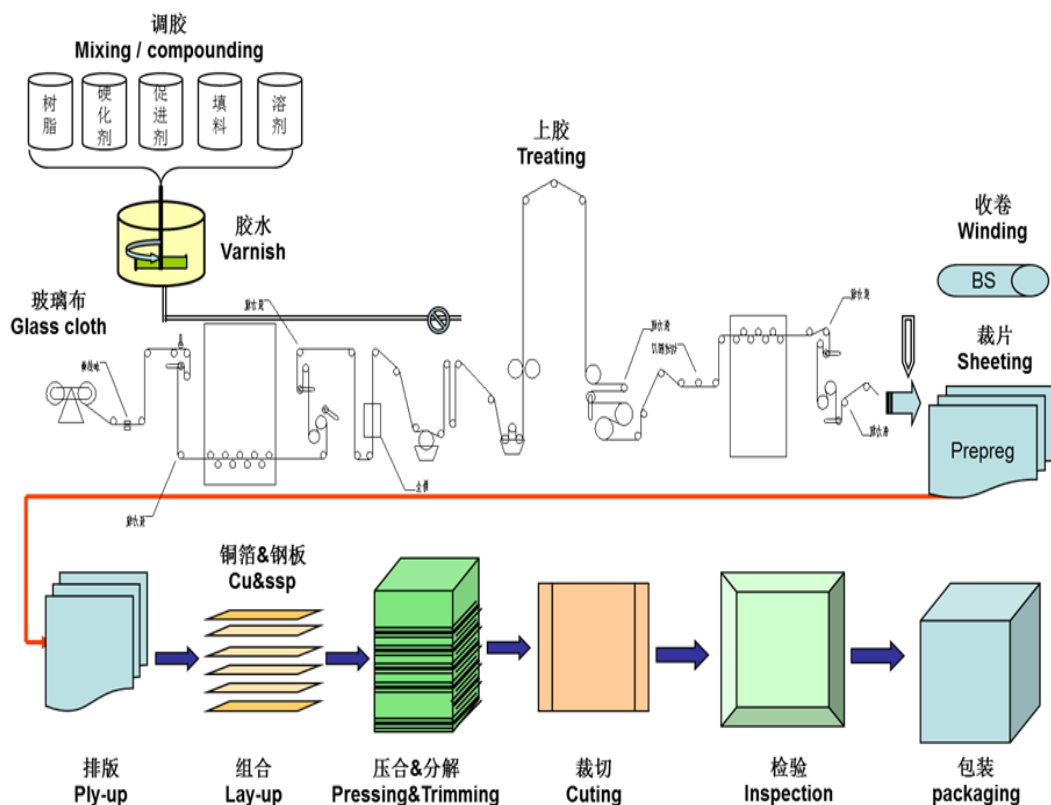 调胶
Mixing / compounding
树脂
硬化剂
促进剂
填料
溶剂
上胶
Treating
胶水
Varnish
收卷
Winding
BS
玻璃布
Glass cloth
裁片
Sheeting
Prepreg
铜箔&钢板
Cu&ssp
排版
Ply-up
组合
Lay-up
压合&分解
Pressing&Trimming
裁切
Cuting
检验
Inspection
包装
packaging